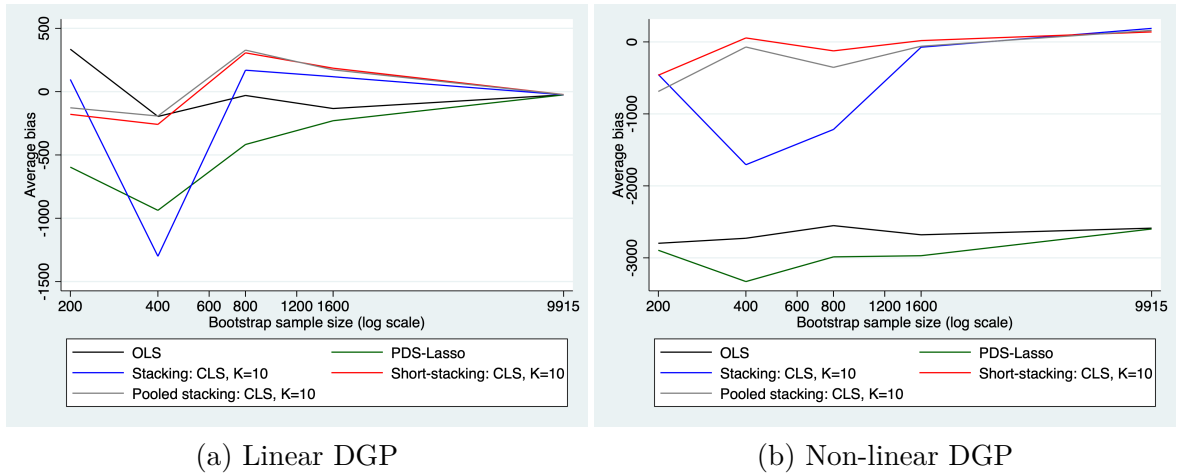 500
0
-500
-1000
-1500
Average bias
200 400 600 800 1200 1600 9915
Bootstrap sample size (log scale)
OLS PDS-Lasso
Stacking: CLS, K=10 Short-stacking: CLS, K=10
Pooled stacking: CLS, K=10
(a) Linear DGP
0
-1000
-2000
-3000
Average bias
200 400 600 800 1200 1600 9915
Bootstrap sample size (log scale)
OLS PDS-Lasso
Stacking: CLS, K=10 Short-stacking: CLS, K=10
Pooled stacking: CLS, K=10
(b) Non-linear DGP